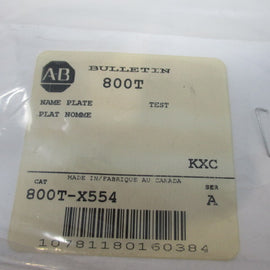 AB
BULLETIN
800T
NAME PLATE TEST
PLAT NOMME
KXC
MADE IN/FABRIQUE AU CANADA
CAT SER
800T-X554 A
10781180160384